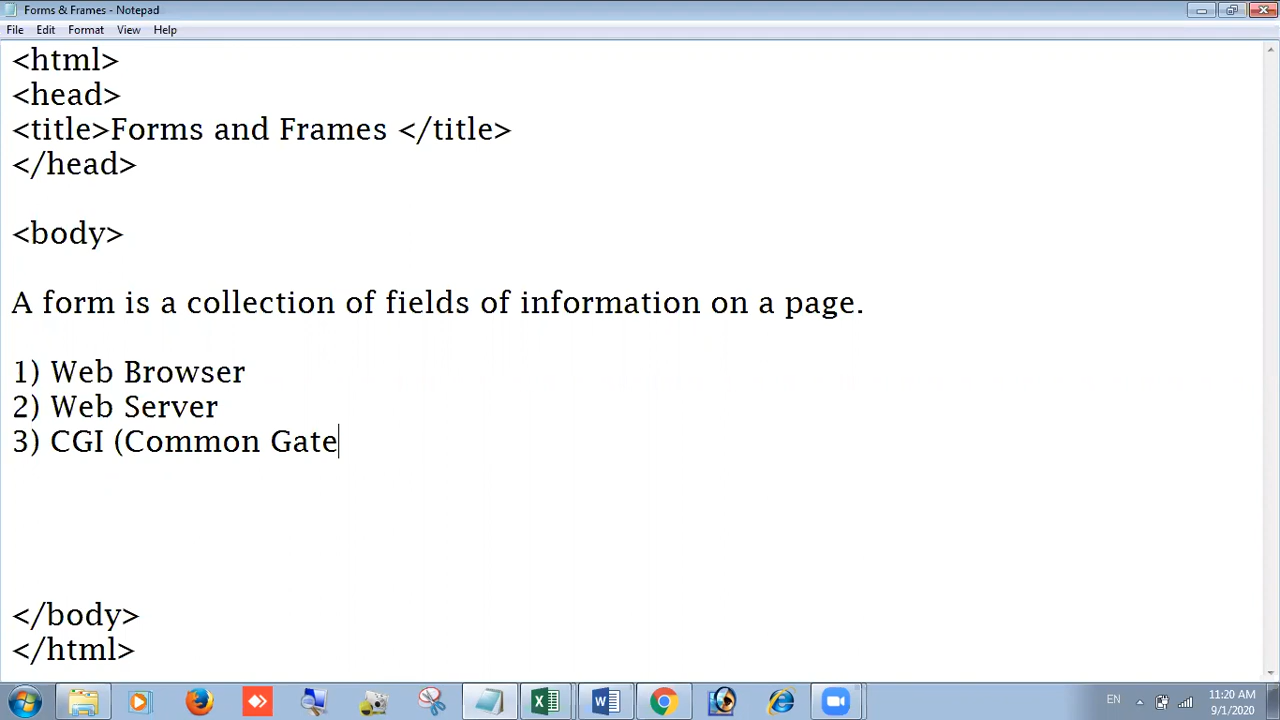 Forms & Frames - Notepad
File Edit Format View Help
<html>
<head>
<title>Forms and Frames </title>
</head>
<body>
A form is a collection of fields of information on a page.
1) Web Browser
2) Web Server
3) CGI (Common Gate
</body>
</html>
EN
11:20 AM
9/1/2020